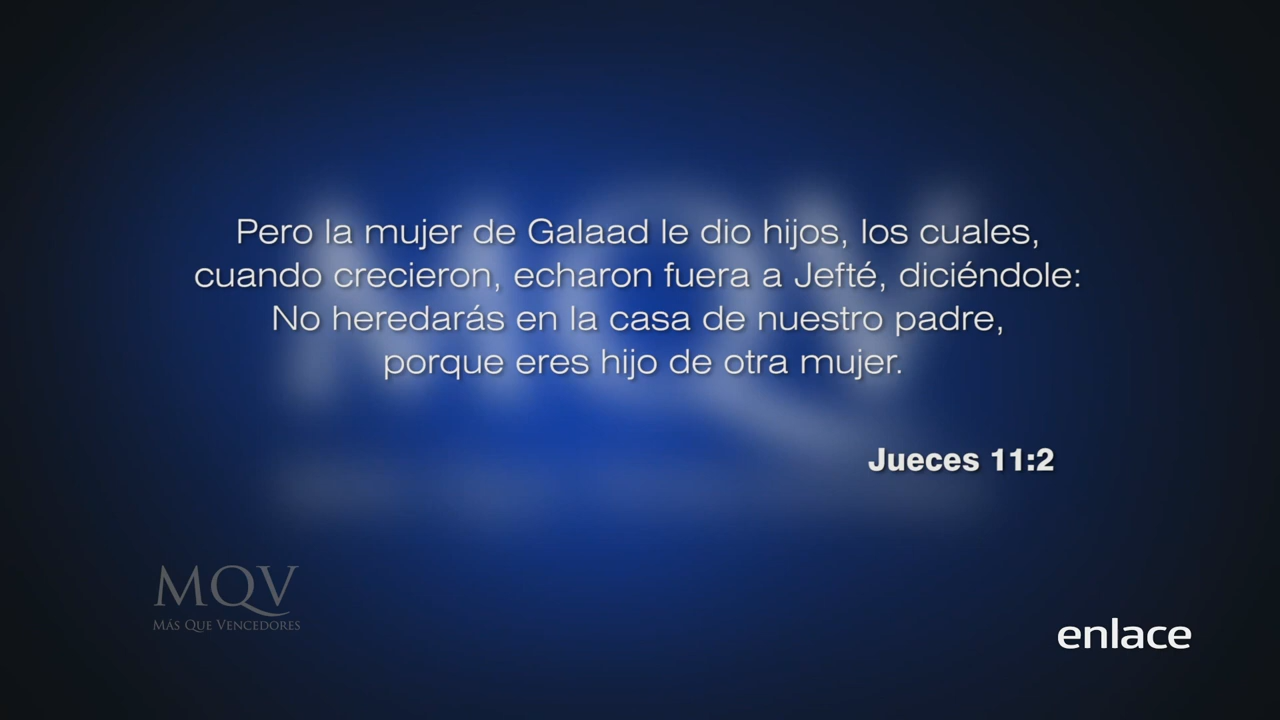 Pero la mujer de Galaad le dio hijos, los cuales,
cuando crecieron, echaron fuera a Jefté, diciéndole:
No heredarás en la casa de nuestro padre,
porque eres hijo de otra mujer.
Jueces 11:2
MQV
MÁS QUE VENCEDORES
enlace